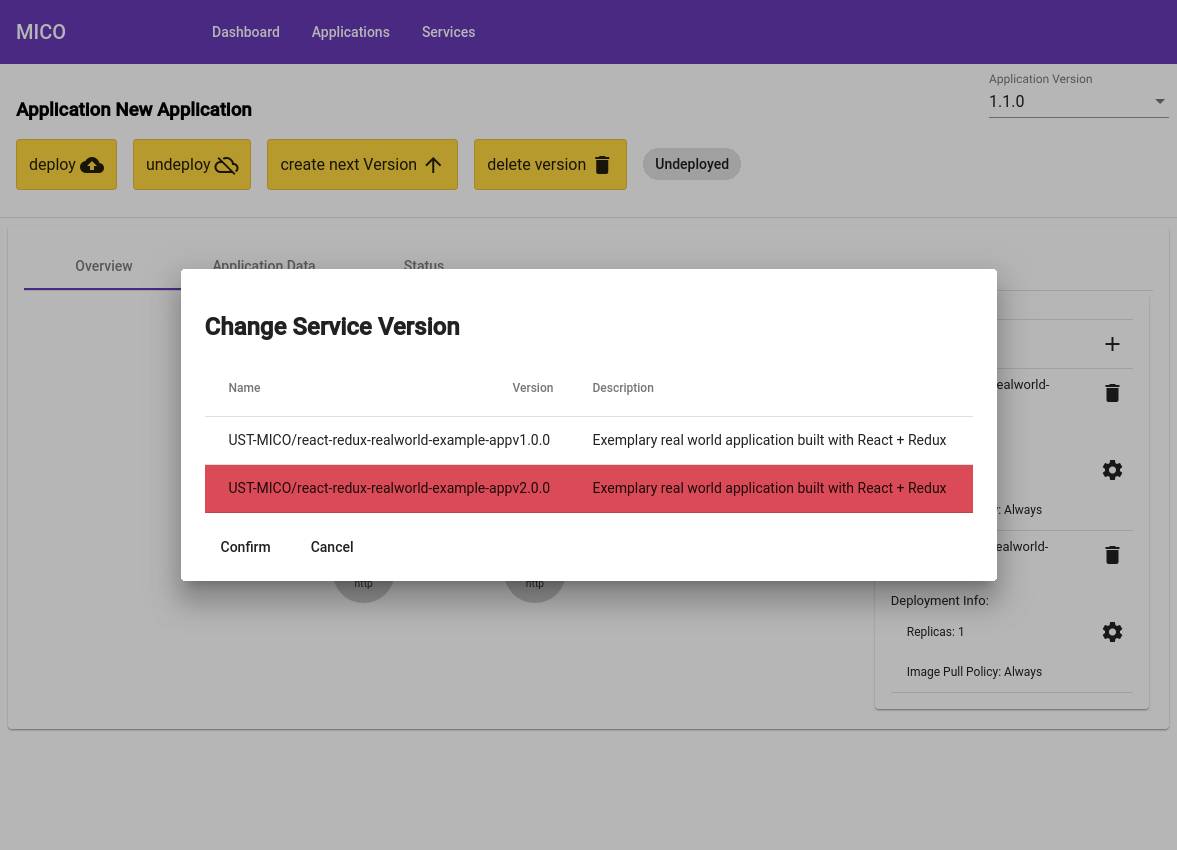 MICO
Dashboard
Applications
Services
Application Version
1.1.0
Application New Application
deploy
undeploy
create next Version
delete version
Undeployed
Overview
Application Data
Status
Change Service Version
Name Version Description
UST-MICO/react-redux-realworld-example-app v1.0.0 Exemplary real world application built with React + Redux
UST-MICO/react-redux-realworld-example-app v2.0.0 Exemplary real world application built with React + Redux
Confirm
Cancel
http
http
: Always
Deployment Info:
Replicas: 1
Image Pull Policy: Always